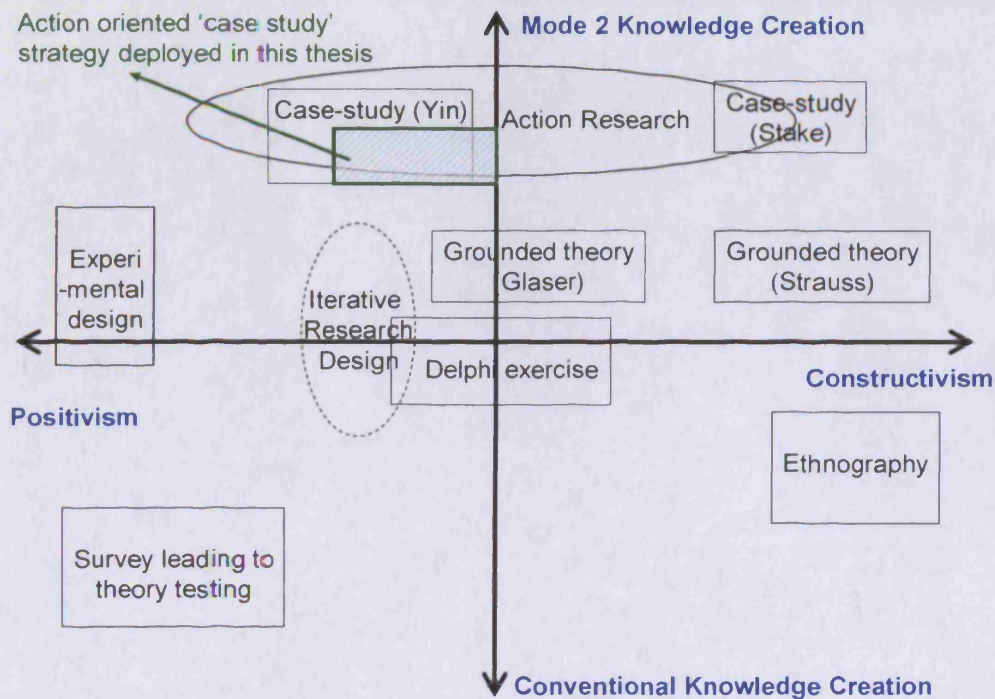 Action oriented ‘case study’
strategy deployed in this thesis
Mode 2 Knowledge Creation
Case-study (Yin)
Action Research
Case-study
(Stake)
Experi
-mental
design
Iterative
Research
Design
Grounded theory
(Glaser)
Grounded theory
(Strauss)
Delphi exercise
Positivism
Constructivism
Ethnography
Survey leading to
theory testing
Conventional Knowledge Creation